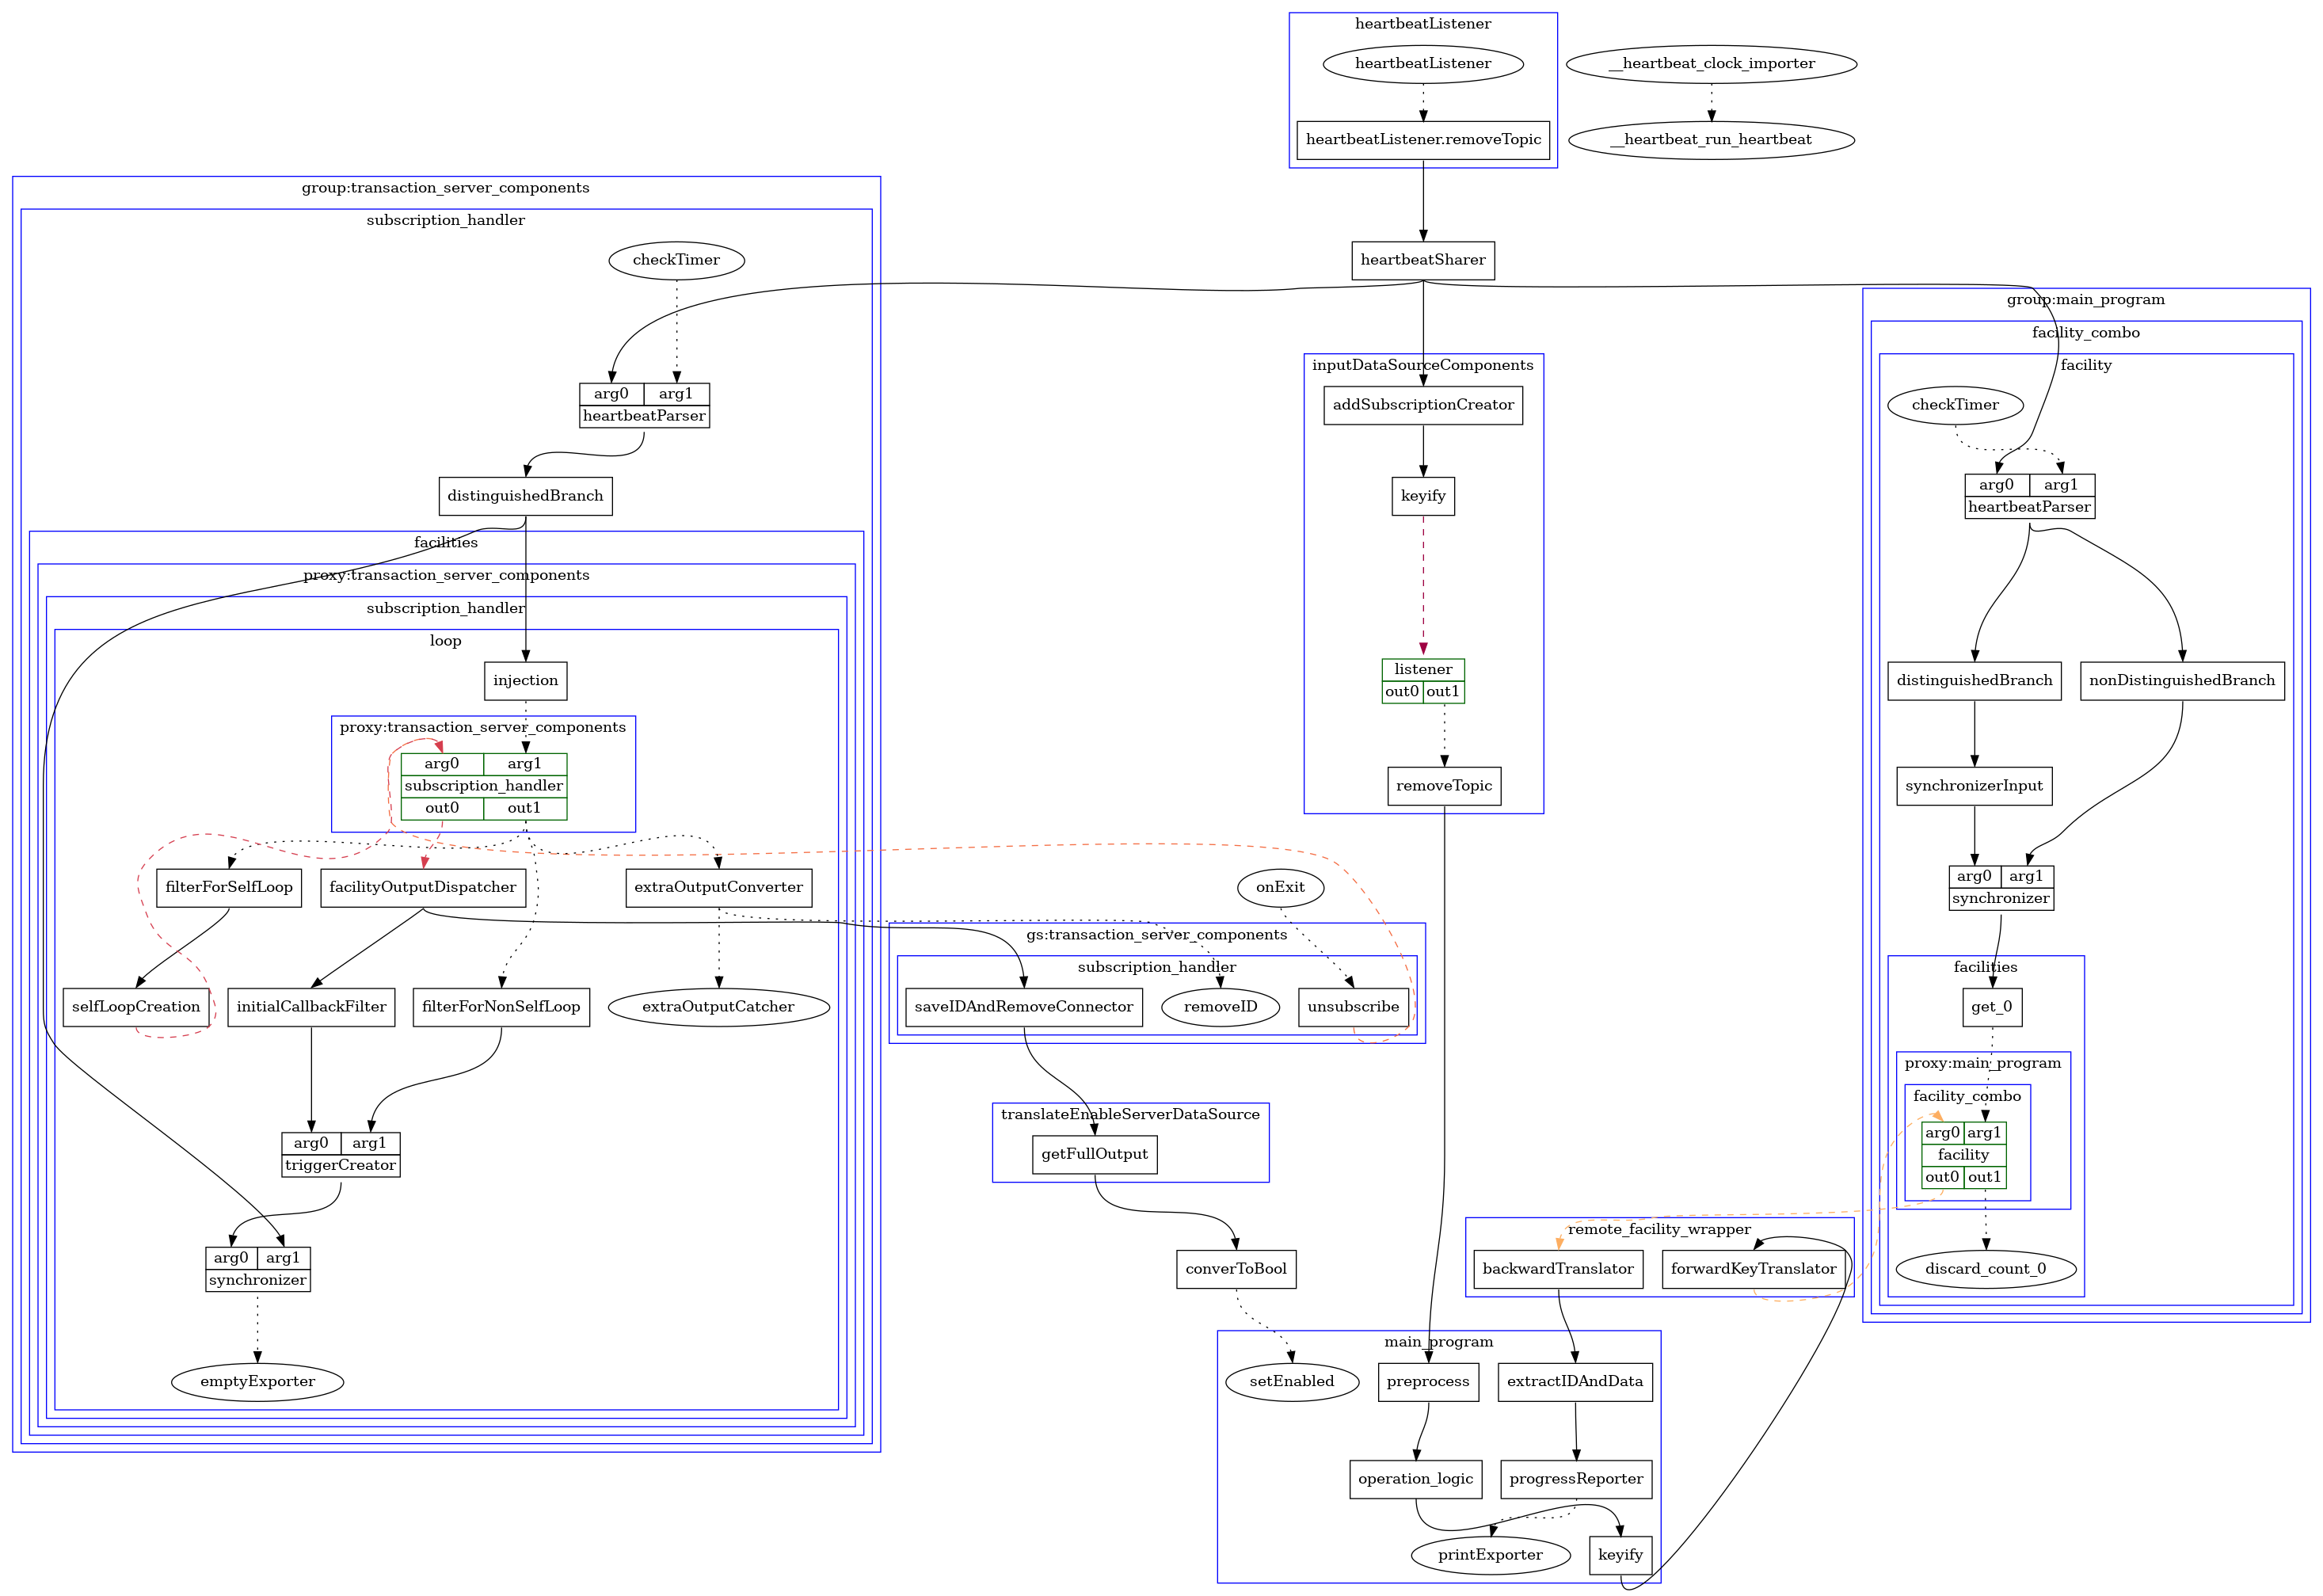 heartbeatListener
heartbeatListener
__heartbeat_clock_importer
heartbeatListener.removeTopic
__heartbeat_run_heartbeat
group:transaction_server_components
subscription_handler
checkTimer
heartbeatSharer
arg0
arg1
heartbeatParser
distinguishedBranch
facilities
proxy:transaction_server_components
subscription_handler
loop
injection
proxy:transaction_server_components
arg0
arg1
subscription_handler
out0
out1
filterForSelfLoop
facilityOutputDispatcher
extraOutputConverter
selfLoopCreation
initialCallbackFilter
filterForNonSelfLoop
extraOutputCatcher
arg0
arg1
triggerCreator
arg0
arg1
synchronizer
emptyExporter
inputDataSourceComponents
addSubscriptionCreator
keyify
listener
out0
out1
removeTopic
onExit
gs:transaction_server_components
subscription_handler
saveIDAndRemoveConnector
removeID
unsubscribe
translateEnableServerDataSource
getFullOutput
converToBool
remote_facility_wrapper
backwardTranslator
forwardKeyTranslator
main_program
setEnabled
preprocess
extractIDAndData
operation_logic
progressReporter
printExporter
keyify
group:main_program
facility_combo
facility
checkTimer
arg0
arg1
heartbeatParser
distinguishedBranch
nonDistinguishedBranch
synchronizerInput
arg0
arg1
synchronizer
facilities
get_0
proxy:main_program
facility_combo
arg0
arg1
facility
out0
out1
discard_count_0